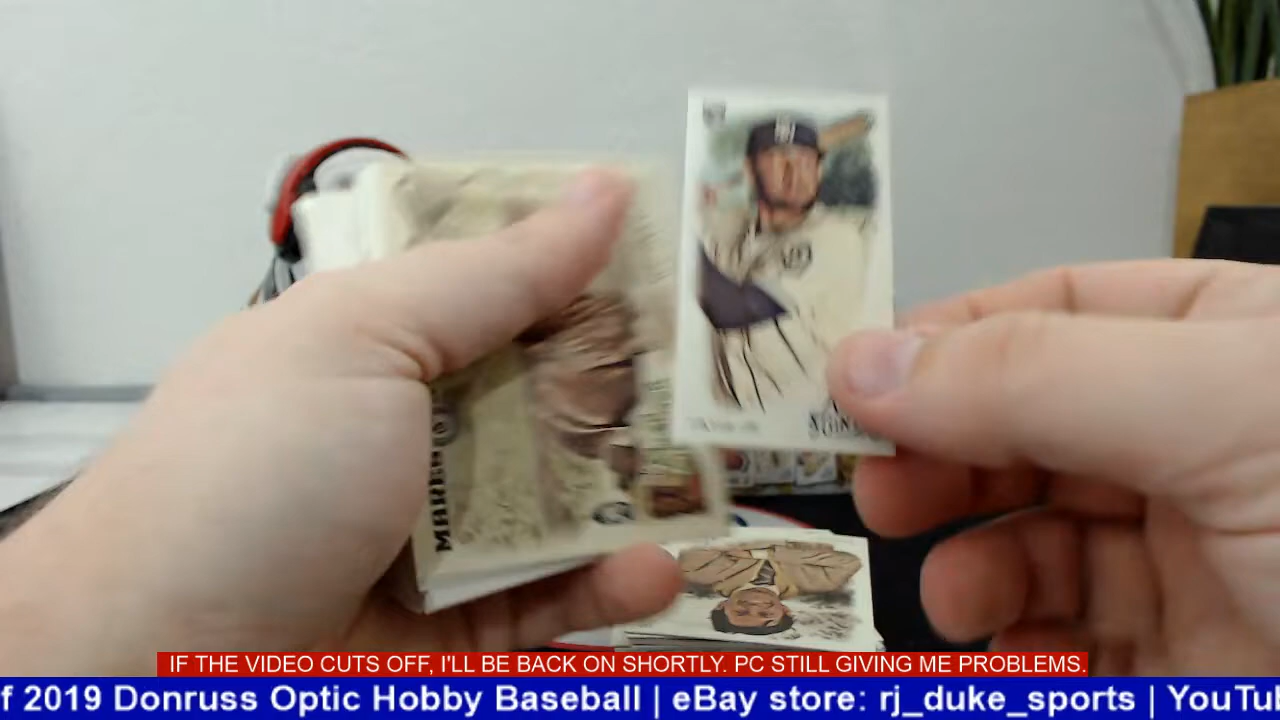 MARCO
IF THE VIDEO CUTS OFF, I'LL BE BACK ON SHORTLY. PC STILL GIVING ME PROBLEMS.
f 2019 Donruss Optic Hobby Baseball | eBay store: rj_duke_sports | YouTu